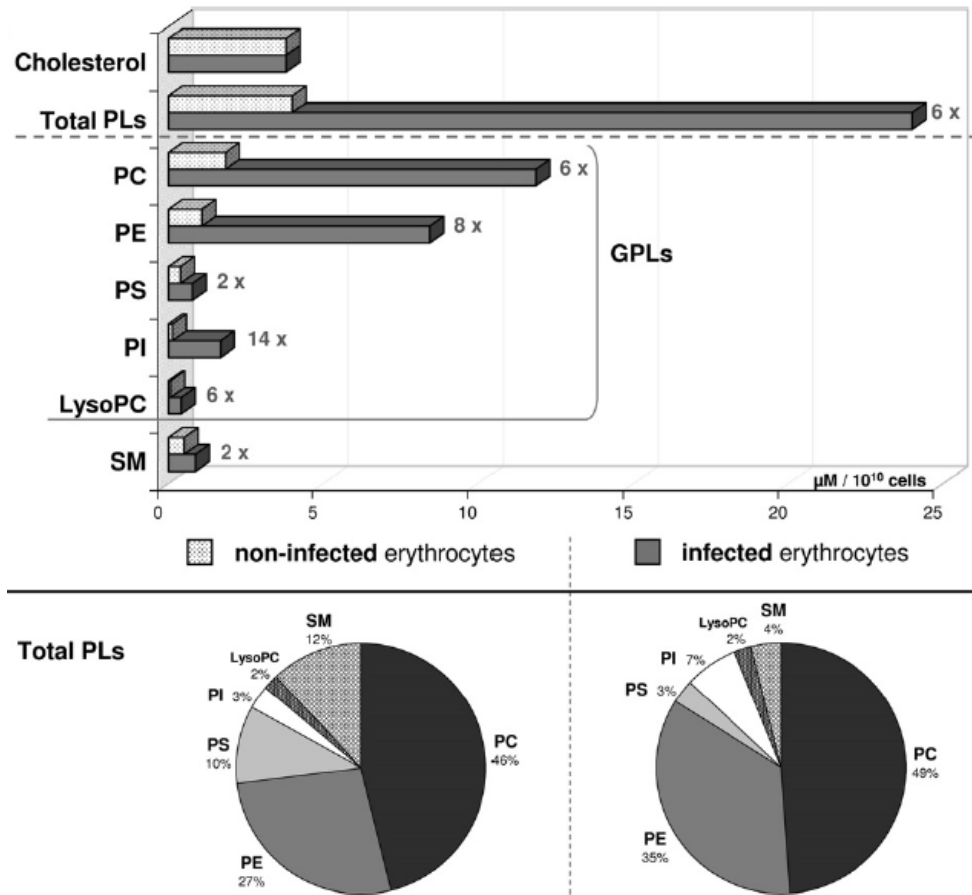 Cholesterol
Total PLs
6 x
PC
6 x
PE
8 x
GPLs
PS
2 x
PI
14 x
LysoPC
6 x
SM
2 x
µM / 10¹⁰ cells
0 5 10 15 20 25
non-infected erythrocytes
infected erythrocytes
Total PLs
SM
12%
LysoPC
2%
PI 3%
PS
10%
PE
27%
PC
46%
SM
4%
LysoPC
2%
PI 7%
PS 3%
PE
35%
PC
49%